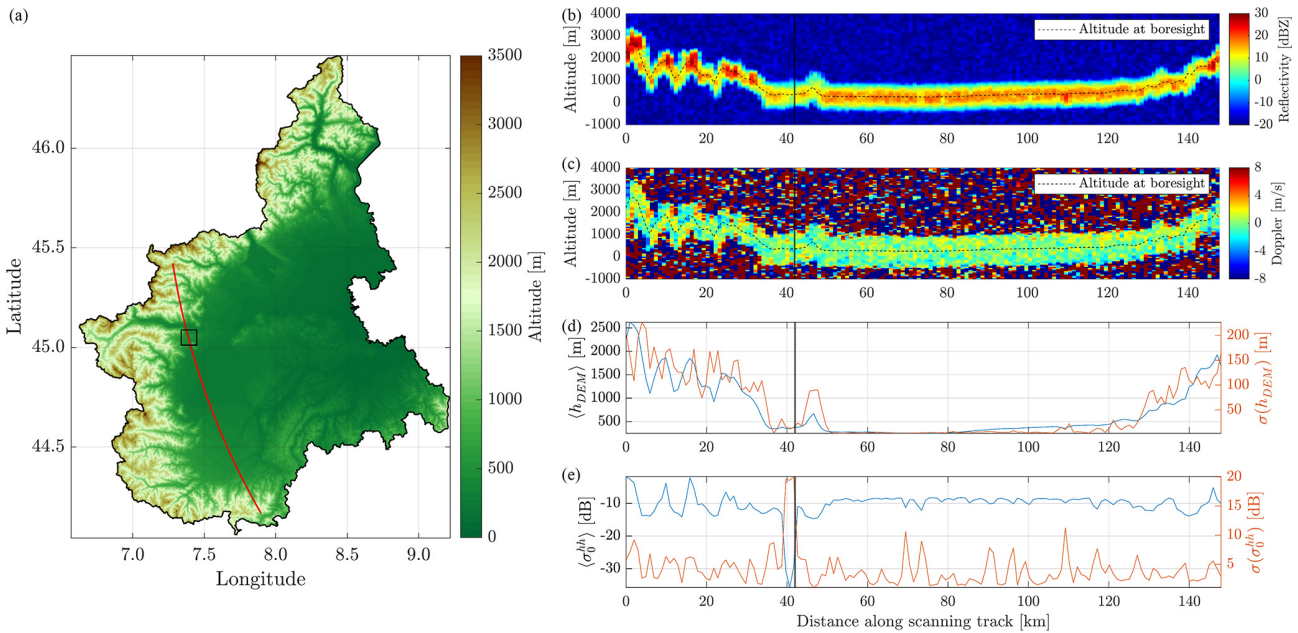 (a)
46.0
45.5
45.0
44.5
Latitude
7.0 7.5 8.0 8.5 9.0
Longitude
3500
3000
2500
2000
1500
1000
500
0
Altitude [m]
(b)
4000
3000
2000
1000
0
-1000
Altitude [m]
Altitude at boresight
0 20 40 60 80 100 120 140
30
20
10
0
-10
-20
Reflectivity [dBZ]
(c)
4000
3000
2000
1000
0
-1000
Altitude [m]
Altitude at boresight
0 20 40 60 80 100 120 140
8
4
0
-4
-8
Doppler [m/s]
(d)
2500
2000
1500
1000
500
⟨h_DEM⟩ [m]
200
150
100
50
σ(h_DEM) [m]
0 20 40 60 80 100 120 140
(e)
-10
-20
-30
⟨σ_0^hh⟩ [dB]
20
15
10
5
σ(σ_0^hh) [dB]
0 20 40 60 80 100 120 140
Distance along scanning track [km]